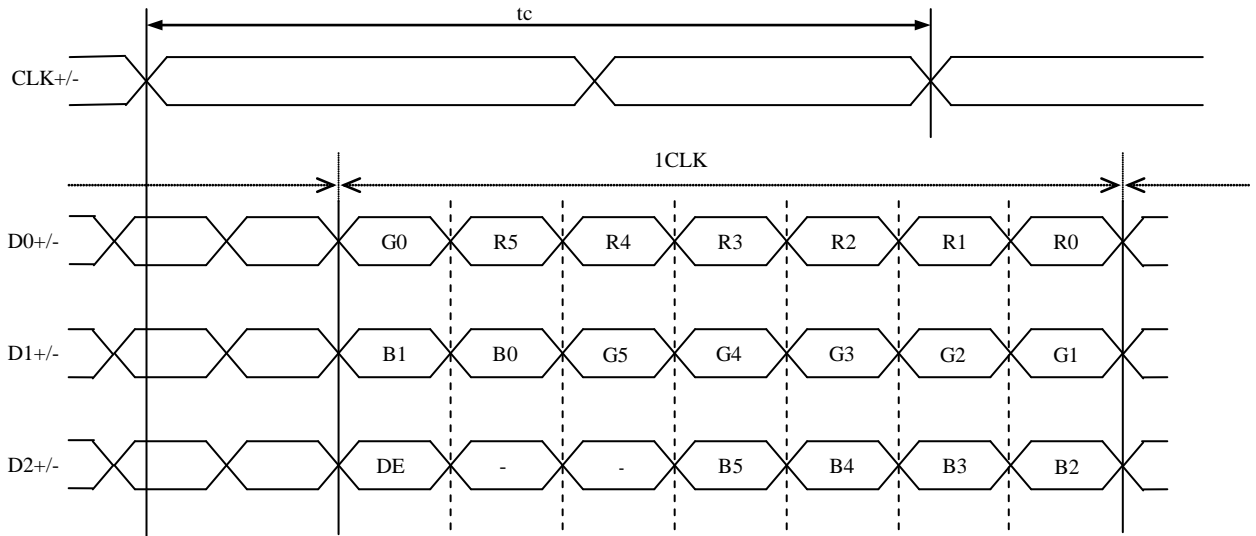 tc
CLK+/-
1CLK
D0+/- G0 R5 R4 R3 R2 R1 R0
D1+/- B1 B0 G5 G4 G3 G2 G1
D2+/- DE - - B5 B4 B3 B2